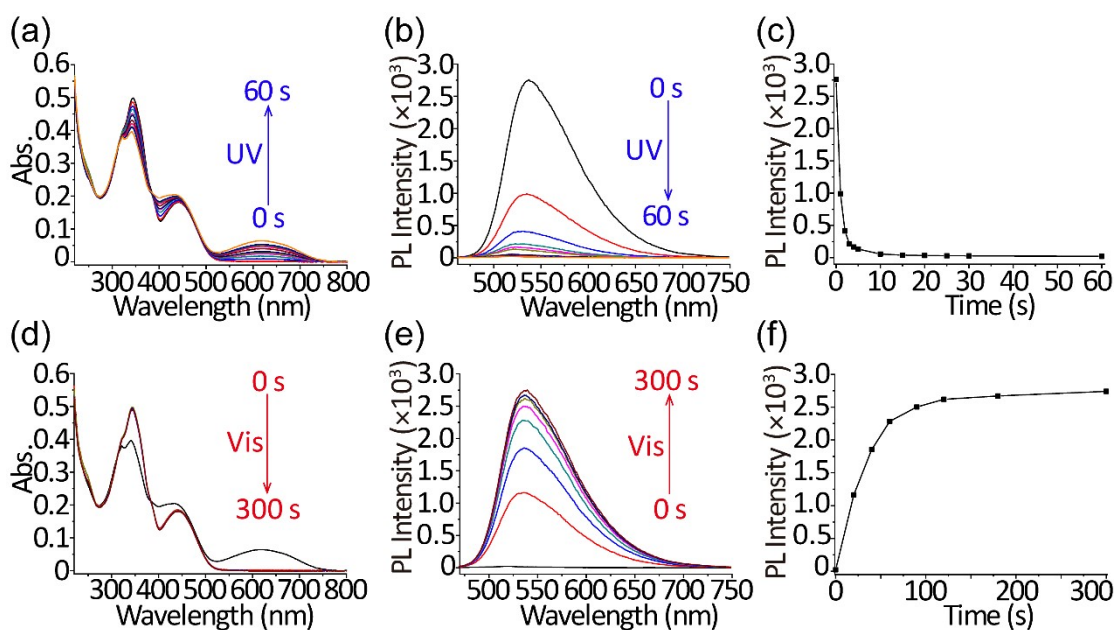 (a)
Abs.
0.6
0.5
0.4
0.3
0.2
0.1
0
60 s
UV
0 s
300 400 500 600 700 800
Wavelength (nm)
(b)
PL Intensity (×10³)
3.0
2.5
2.0
1.5
1.0
0.5
0
0 s
UV
60 s
500 550 600 650 700 750
Wavelength (nm)
(c)
PL Intensity (×10³)
3.0
2.5
2.0
1.5
1.0
0.5
0
0 10 20 30 40 50 60
Time (s)
(d)
Abs.
0.6
0.5
0.4
0.3
0.2
0.1
0
0 s
Vis
300 s
300 400 500 600 700 800
Wavelength (nm)
(e)
PL Intensity (×10³)
3.0
2.5
2.0
1.5
1.0
0.5
0
300 s
Vis
0 s
500 550 600 650 700 750
Wavelength (nm)
(f)
PL Intensity (×10³)
3.0
2.5
2.0
1.5
1.0
0.5
0
0 100 200 300
Time (s)